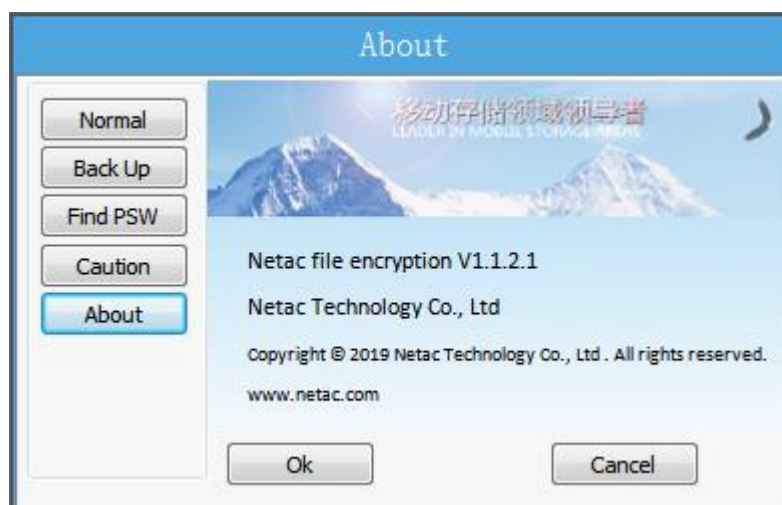 About
Normal
Back Up
Find PSW
Caution
About
移动存储领域领导者
LEADER IN MOBILE STORAGE AREAS
Netac file encryption V1.1.2.1
Netac Technology Co., Ltd
Copyright © 2019 Netac Technology Co., Ltd . All rights reserved.
www.netac.com
Ok
Cancel